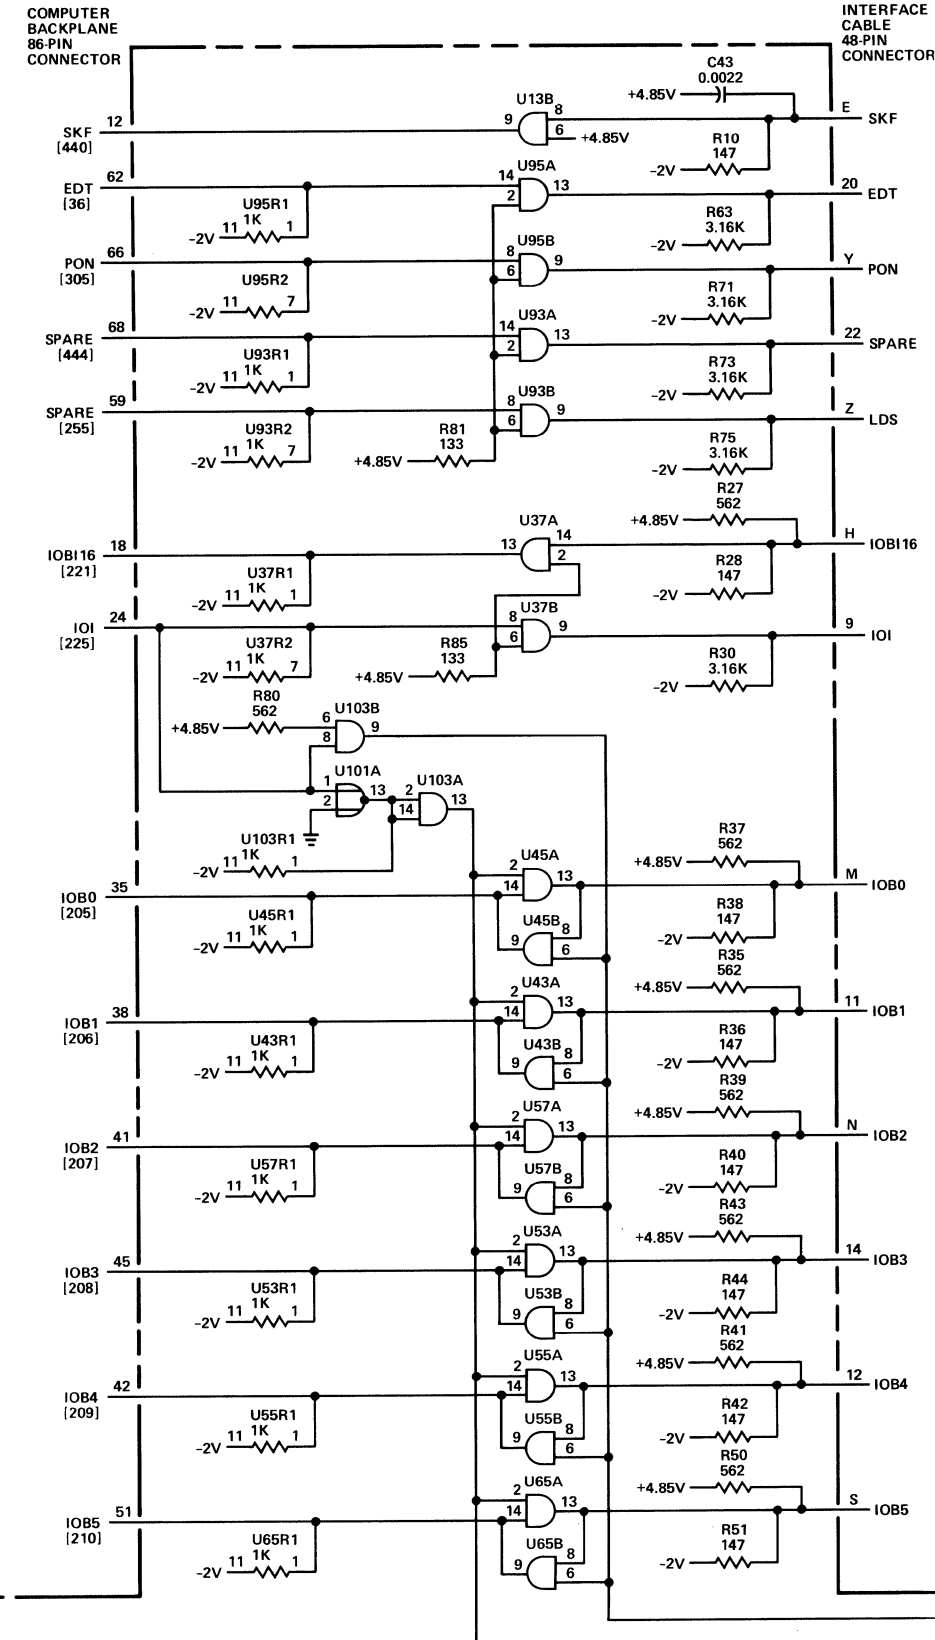 COMPUTER
BACKPLANE
86-PIN
CONNECTOR
INTERFACE
CABLE
48-PIN
CONNECTOR
C43
0.0022
+4.85V
U13B
12
9
8
6
+4.85V
E
SKF
[440]
SKF
R10
147
-2V
U95A
62
14
2
13
20
EDT
[36]
EDT
U95R1
1K
-2V
11
1
R63
3.16K
-2V
U95B
66
8
6
9
Y
PON
[305]
PON
U95R2
-2V
11
7
R71
3.16K
-2V
U93A
68
14
2
13
22
SPARE
[444]
SPARE
U93R1
1K
-2V
11
1
R73
3.16K
-2V
U93B
59
8
6
9
Z
SPARE
[255]
LDS
U93R2
1K
-2V
11
7
R81
133
+4.85V
R75
3.16K
-2V
R27
562
+4.85V
U37A
18
13
14
2
H
IOBI16
[221]
IOBI16
U37R1
1K
-2V
11
1
R28
147
-2V
U37B
24
8
6
9
9
IOI
[225]
IOI
U37R2
1K
-2V
11
7
R85
133
+4.85V
R30
3.16K
-2V
R80
562
+4.85V
U103B
6
8
9
U101A
1
2
13
U103A
2
14
13
U103R1
1K
-2V
11
1
R37
562
+4.85V
U45A
35
2
14
13
M
IOB0
[205]
IOB0
U45R1
1K
-2V
11
1
U45B
9
8
6
R38
147
-2V
R35
562
+4.85V
U43A
38
2
14
13
11
IOB1
[206]
IOB1
U43R1
1K
-2V
11
1
U43B
9
8
6
R36
147
-2V
R39
562
+4.85V
U57A
41
2
14
13
N
IOB2
[207]
IOB2
U57R1
1K
-2V
11
1
U57B
9
8
6
R40
147
-2V
R43
562
+4.85V
U53A
45
2
14
13
14
IOB3
[208]
IOB3
U53R1
1K
-2V
11
1
U53B
9
8
6
R44
147
-2V
R41
562
+4.85V
U55A
42
2
14
13
12
IOB4
[209]
IOB4
U55R1
1K
-2V
11
1
U55B
9
8
6
R42
147
-2V
R50
562
+4.85V
U65A
51
2
14
13
S
IOB5
[210]
IOB5
U65R1
1K
-2V
11
1
U65B
9
8
6
R51
147
-2V